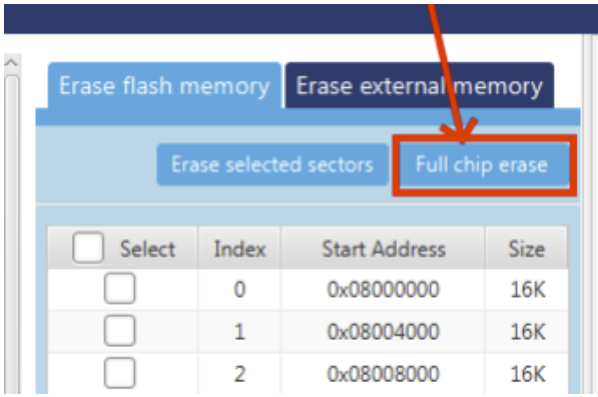 Erase flash memory Erase external memory
Erase selected sectors Full chip erase
Select Index Start Address Size
0 0x08000000 16K
1 0x08004000 16K
2 0x08008000 16K